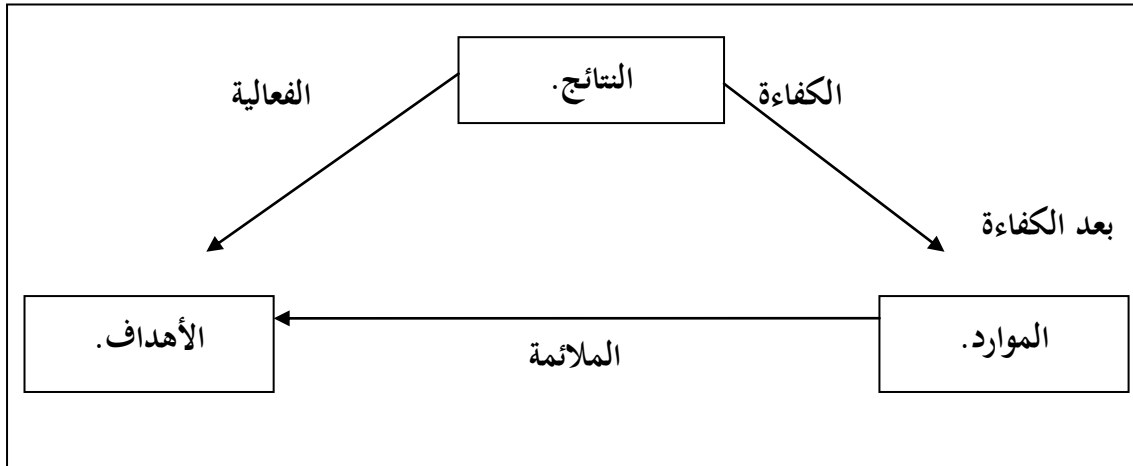 النتائج.
الكفاءة
الفعالية
بعد الكفاءة
الموارد.
الأهداف.
الملائمة